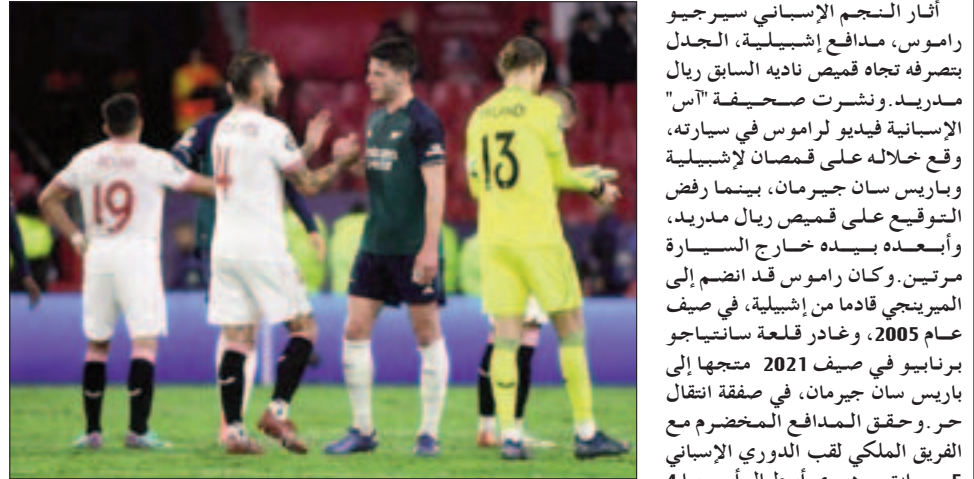 أثار النجم الإسباني سيرجيو
راموس، مدافع إشبيلية، الجدل
بتصرفه تجاه قميص ناديه السابق ريال
مدريد. ونشرت صحيفة "آس"
الإسبانية فيديو لراموس في سيارته،
وقع خلاله على قمصان لإشبيلية
وباريس سان جيرمان، بينما رفض
التوقيع على قميص ريال مدريد،
وأبعده بيده خارج السيارة
مرتين. وكان راموس قد انضم إلى
الميرينجي قادما من إشبيلية، في صيف
عام 2005، وغادر قلعة سانتياجو
برنابيو في صيف 2021 متجها إلى
باريس سان جيرمان، في صفقة انتقال
حر. وحقق المدافع المخضرم مع
الفريق الملكي لقب الدوري الإسباني
19
4
13